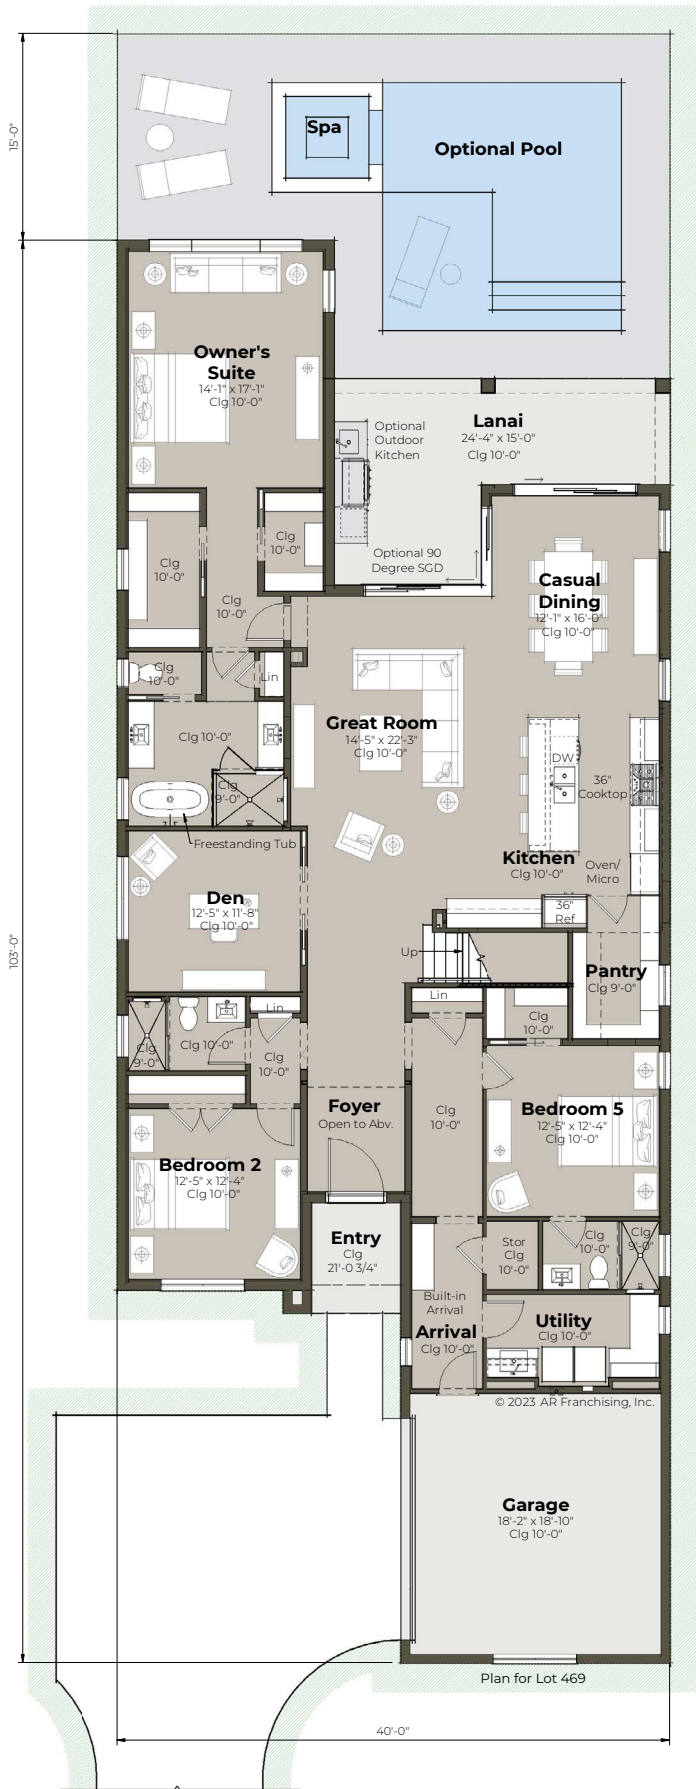 15'-0"
Spa
Optional Pool
Owner's
Suite
14'-1" x 17'-1"
Clg 10'-0"
Optional
Outdoor
Kitchen
Lanai
24'-4" x 15'-0"
Clg 10'-0"
Optional 90
Degree SGD
Clg
10'-0"
Clg
10'-0"
Clg
10'-0"
Casual
Dining
12'-1" x 16'-0"
Clg 10'-0"
Clg
10'-0"
Lin
Clg 10'-0"
Great Room
14'-5" x 22'-3"
Clg 10'-0"
DW
36"
Cooktop
Clg
9'-0"
Freestanding Tub
Kitchen
Clg 10'-0"
Oven/
Micro
36"
Ref
Den
12'-5" x 11'-8"
Clg 10'-0"
103'-0"
Up
Pantry
Clg 9'-0"
Lin
Lin
Clg
9'-0"
Clg 10'-0"
Clg
10'-0"
Clg
10'-0"
Foyer
Open to Abv.
Clg
10'-0"
Bedroom 5
12'-5" x 12'-4"
Clg 10'-0"
Bedroom 2
12'-5" x 12'-4"
Clg 10'-0"
Entry
Clg
21'-0 3/4"
Stor
Clg
10'-0"
Clg
10'-0"
Clg
9'-0"
Built-in
Arrival
Arrival
Clg 10'-0"
Utility
Clg 10'-0"
© 2023 AR Franchising, Inc.
Garage
18'-2" x 18'-10"
Clg 10'-0"
Plan for Lot 469
40'-0"